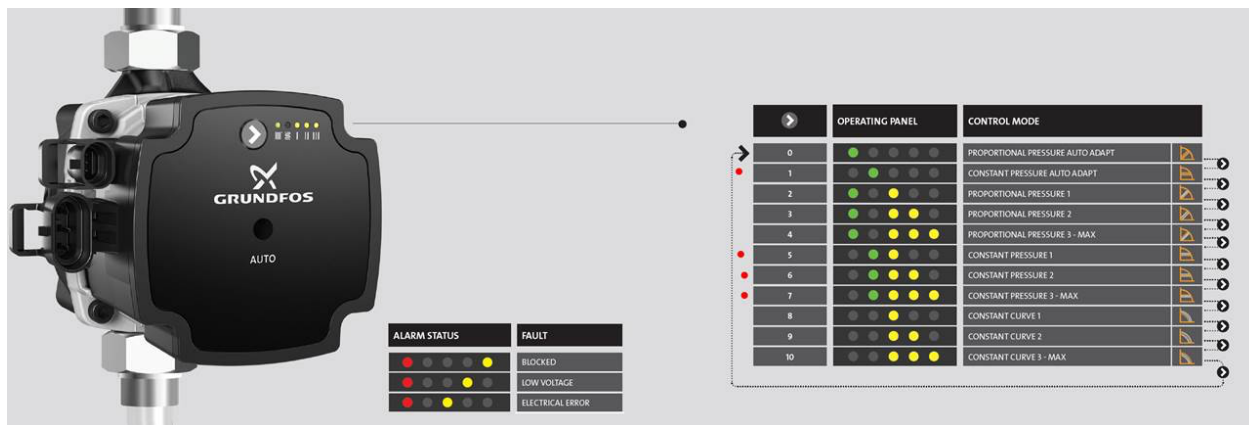 GRUNDFOS
AUTO
ALARM STATUS FAULT
BLOCKED
LOW VOLTAGE
ELECTRICAL ERROR
OPERATING PANEL CONTROL MODE
0 PROPORTIONAL PRESSURE AUTO ADAPT
1 CONSTANT PRESSURE AUTO ADAPT
2 PROPORTIONAL PRESSURE 1
3 PROPORTIONAL PRESSURE 2
4 PROPORTIONAL PRESSURE 3 - MAX
5 CONSTANT PRESSURE 1
6 CONSTANT PRESSURE 2
7 CONSTANT PRESSURE 3 - MAX
8 CONSTANT CURVE 1
9 CONSTANT CURVE 2
10 CONSTANT CURVE 3 - MAX